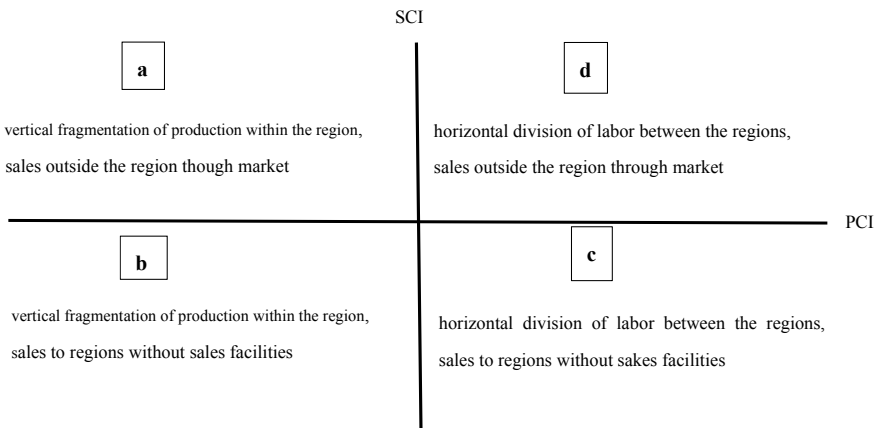 SCI
a
vertical fragmentation of production within the region,
sales outside the region though market
d
horizontal division of labor between the regions,
sales outside the region through market
PCI
b
vertical fragmentation of production within the region,
sales to regions without sales facilities
c
horizontal division of labor between the regions,
sales to regions without sakes facilities